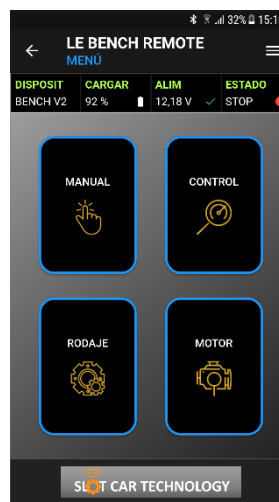 32% 15:1
LE BENCH REMOTE
MENÚ
DISPOSIT CARGAR ALIM ESTADO
BENCH V2 92 % 12,18 V STOP
MANUAL CONTROL
RODAJE MOTOR
SLOT CAR TECHNOLOGY